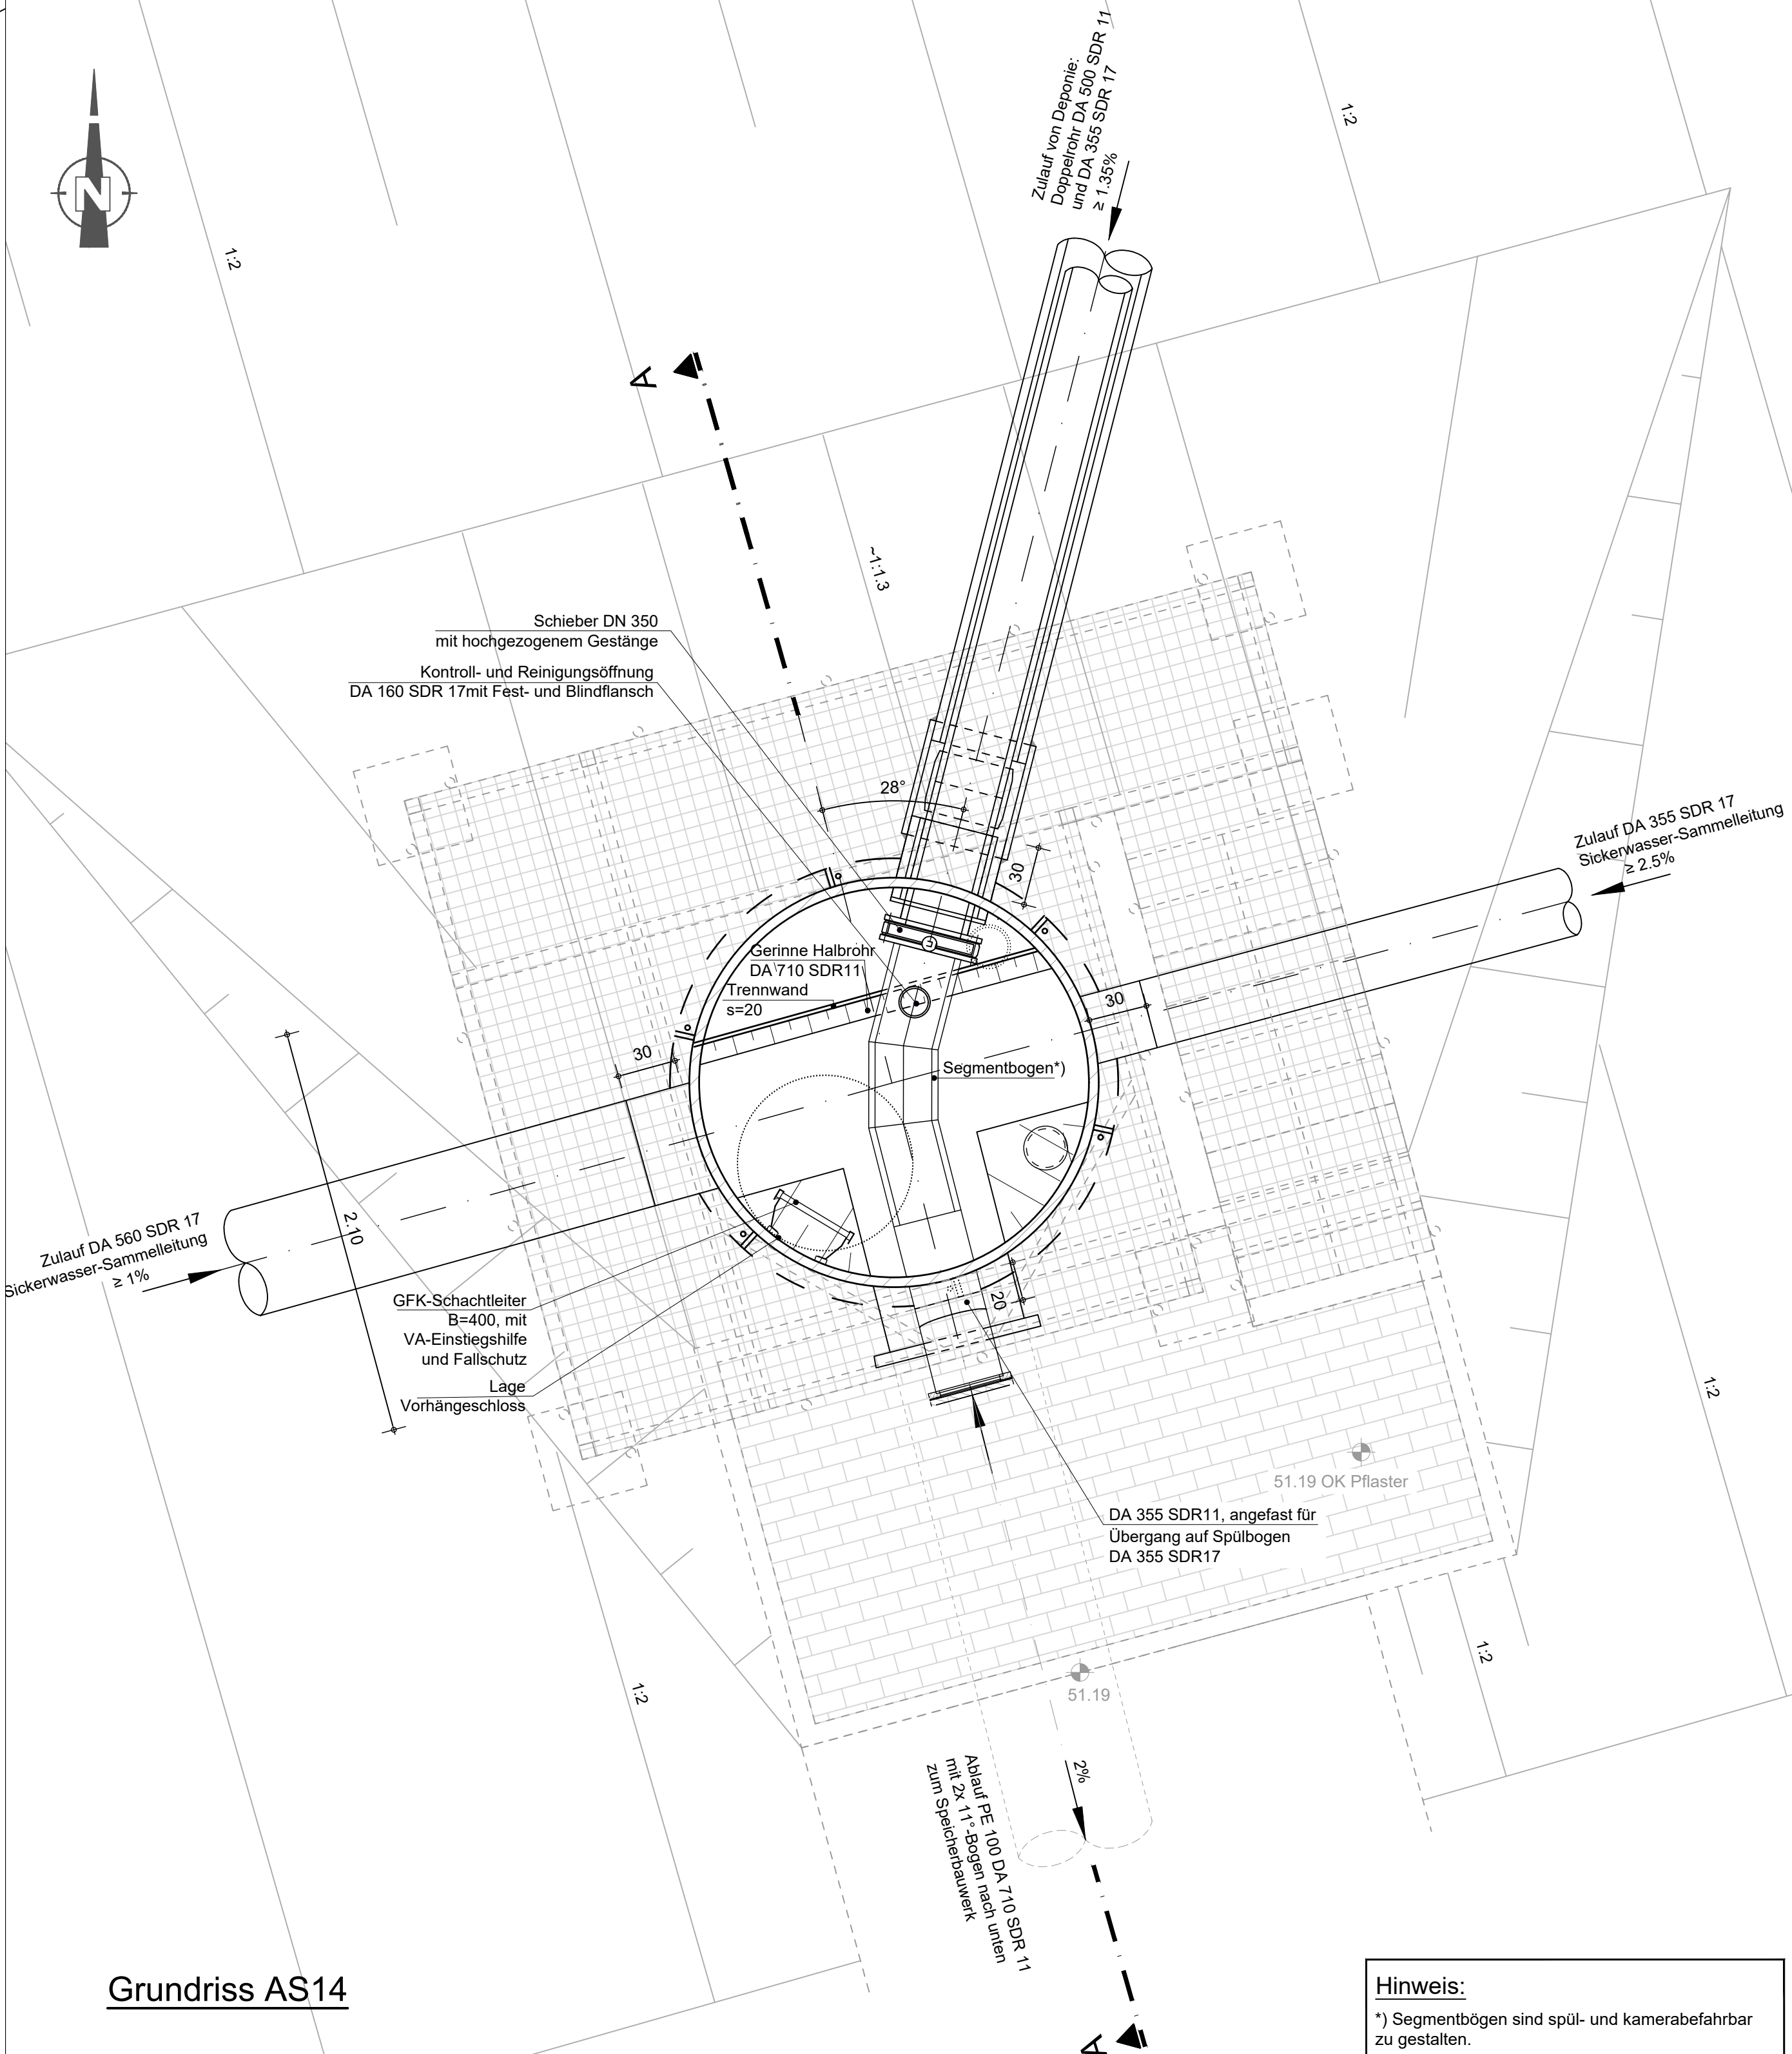 Zulauf von Deponie:
Doppelrohr DA 500 SDR 11
und DA 355 SDR 17
≥ 1.35%
1:2
N
1:2
A
~1:1.3
Schieber DN 350
mit hochgezogenem Gestänge
Kontroll- und Reinigungsöffnung
DA 160 SDR 17mit Fest- und Blindflansch
28°
Zulauf DA 355 SDR 17
Sickerwasser-Sammelleitung
≥ 2.5%
30
Gerinne Halbrohr
DA 710 SDR11
Trennwand
s=20
30
30
Segmentbogen*)
2.10
Zulauf DA 560 SDR 17
Sickerwasser-Sammelleitung
≥ 1%
GFK-Schachtleiter
B=400, mit
VA-Einstiegshilfe
und Fallschutz
20
Lage
Vorhängeschloss
1:2
51.19 OK Pflaster
DA 355 SDR11, angefast für
Übergang auf Spülbogen
DA 355 SDR17
1:2
1:2
51.19
2%
Ablauf PE 100 DA 710 SDR 11
mit 2x 11°-Bogen nach unten
zum Speicherbauwerk
Grundriss AS14
A
Hinweis:
*) Segmentbögen sind spül- und kamerabefahrbar
zu gestalten.